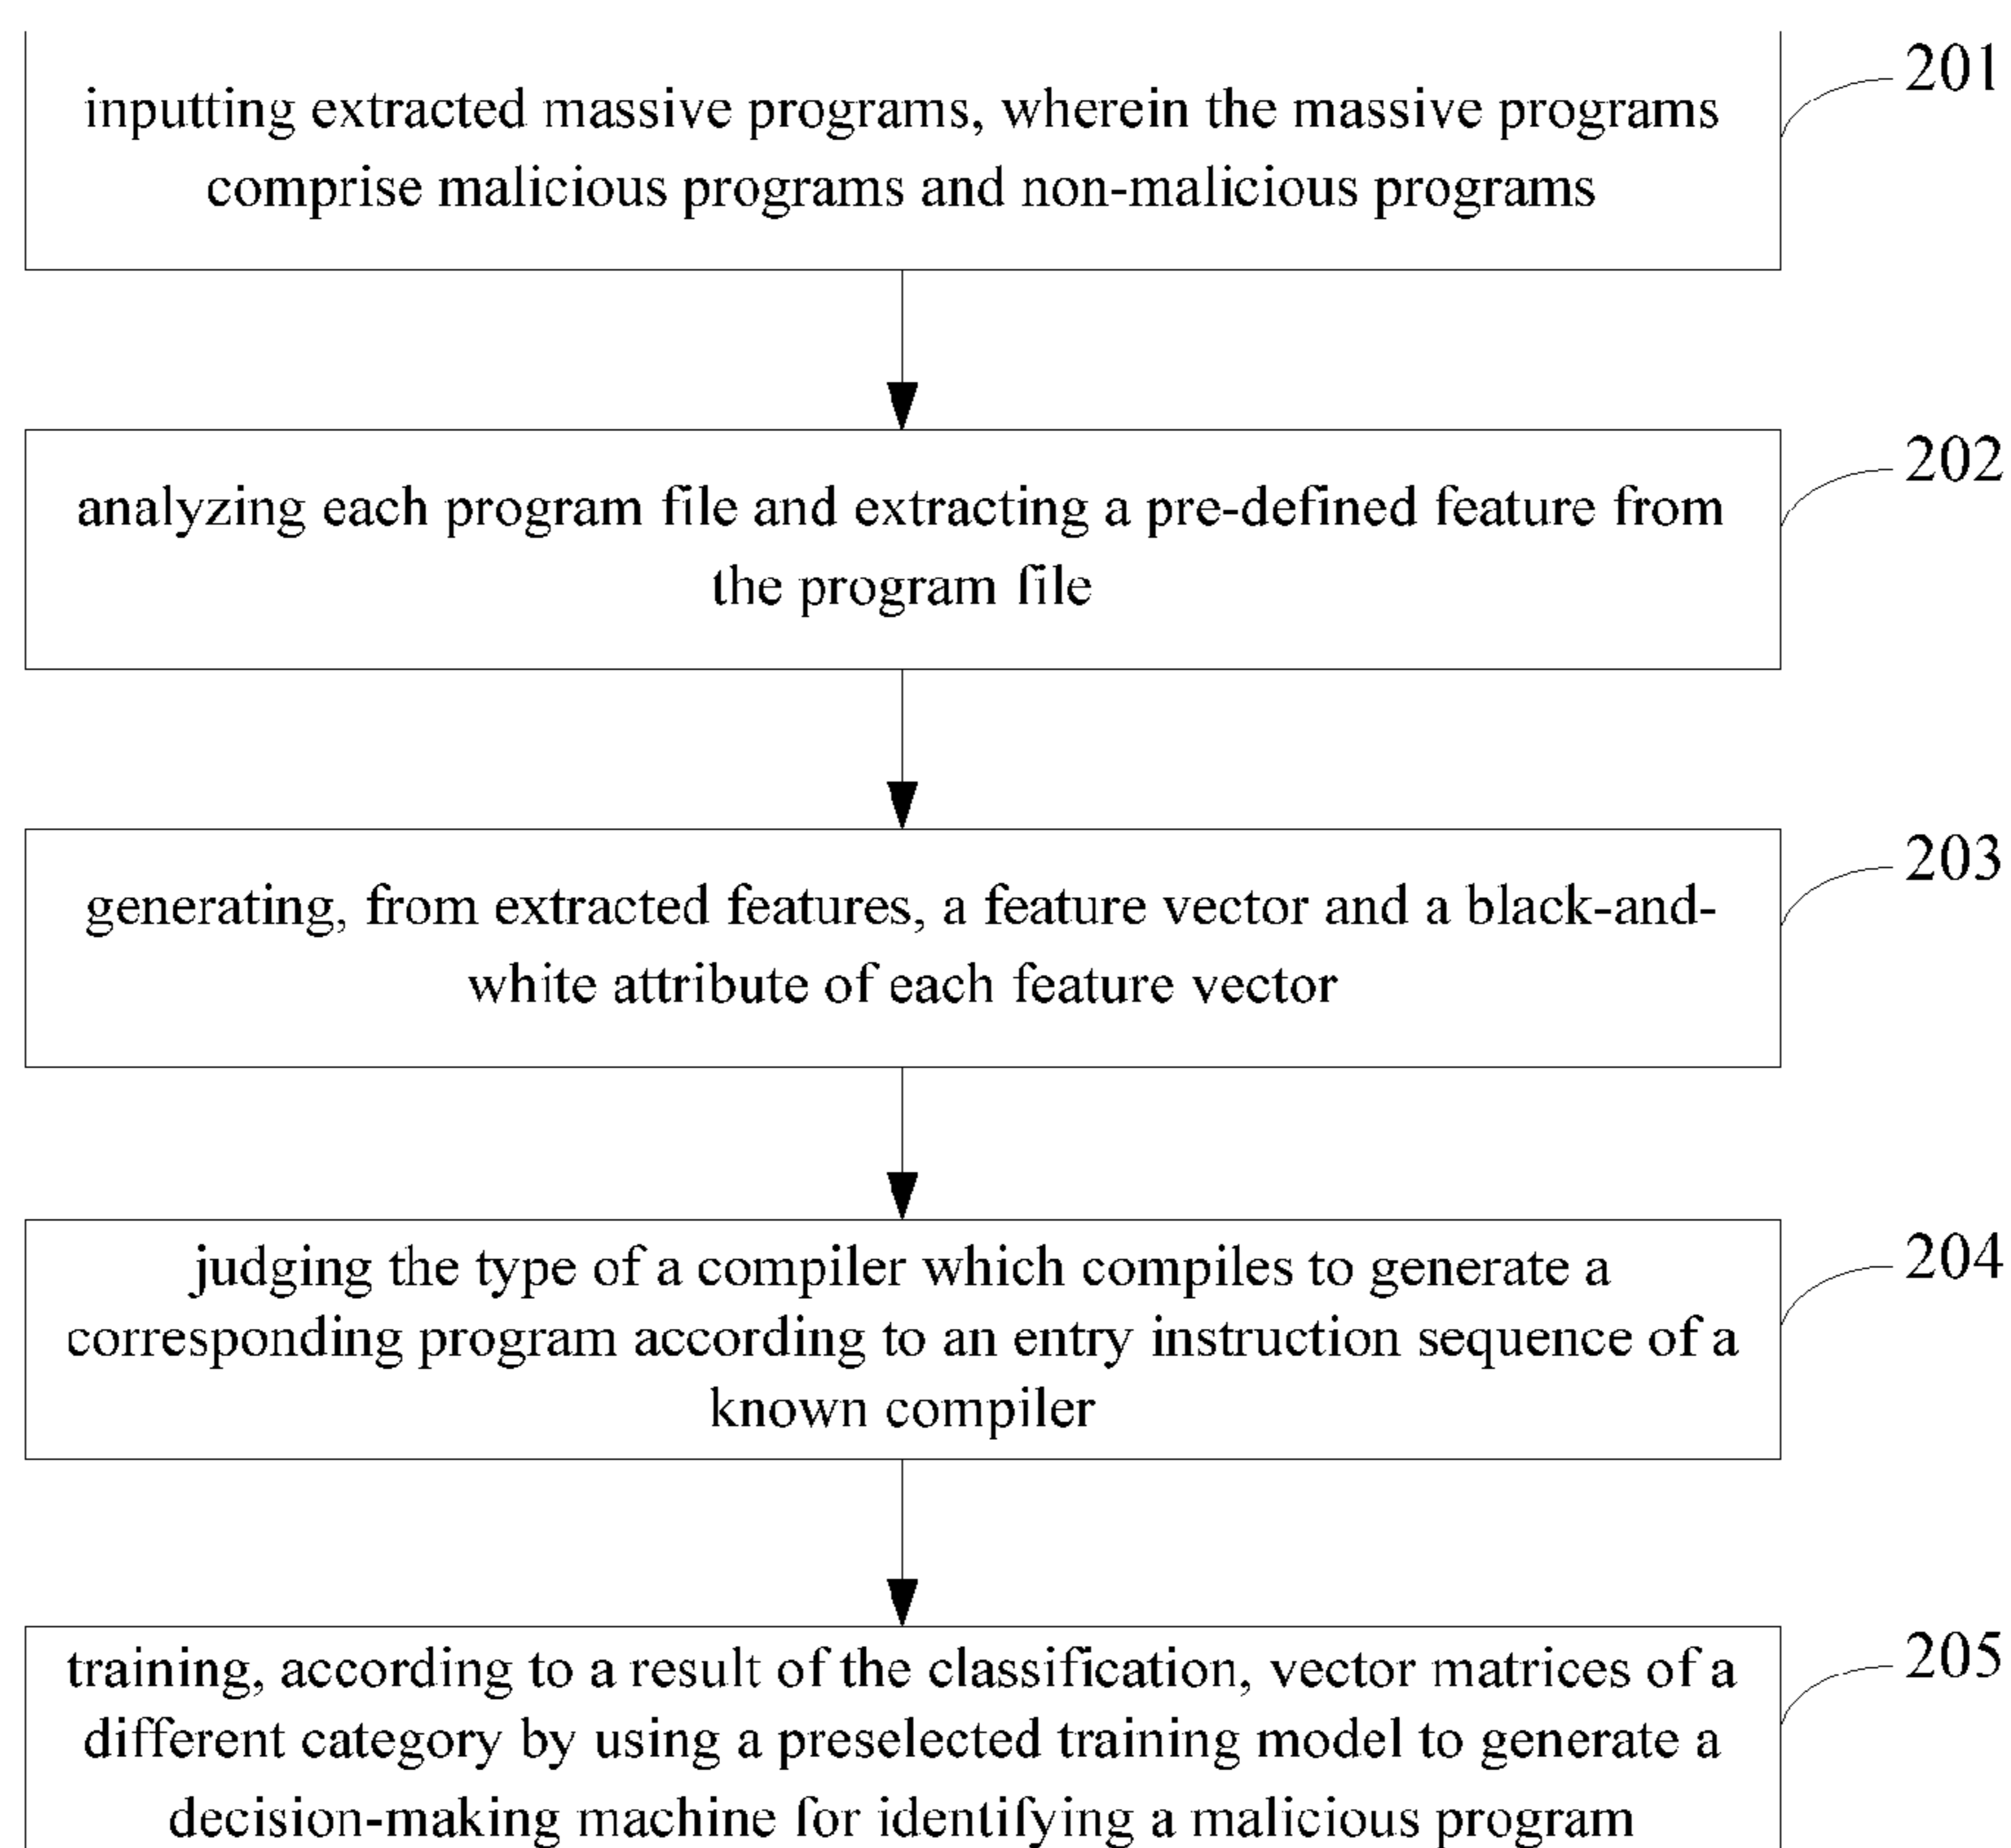 201
inputting extracted massive programs, wherein the massive programs
comprise malicious programs and non-malicious programs
202
analyzing each program file and extracting a pre-defined feature from
the program file
203
generating, from extracted features, a feature vector and a black-and-
white attribute of each feature vector
204
judging the type of a compiler which compiles to generate a
corresponding program according to an entry instruction sequence of a
known compiler
205
training, according to a result of the classification, vector matrices of a
different category by using a preselected training model to generate a
decision-making machine for identifying a malicious program